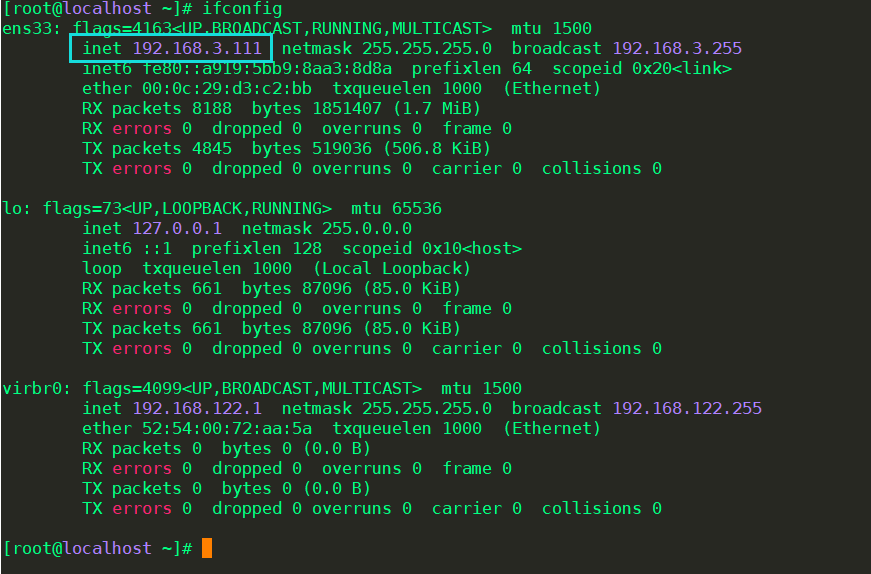 [root@localhost ~]# ifconfig
ens33: flags=4163<UP,BROADCAST,RUNNING,MULTICAST>  mtu 1500
        inet 192.168.3.111  netmask 255.255.255.0  broadcast 192.168.3.255
        inet6 fe80::a919:5bb9:8aa3:8d8a  prefixlen 64  scopeid 0x20<link>
        ether 00:0c:29:d3:c2:bb  txqueuelen 1000  (Ethernet)
        RX packets 8188  bytes 1851407 (1.7 MiB)
        RX errors 0  dropped 0  overruns 0  frame 0
        TX packets 4845  bytes 519036 (506.8 KiB)
        TX errors 0  dropped 0 overruns 0  carrier 0  collisions 0

lo: flags=73<UP,LOOPBACK,RUNNING>  mtu 65536
        inet 127.0.0.1  netmask 255.0.0.0
        inet6 ::1  prefixlen 128  scopeid 0x10<host>
        loop  txqueuelen 1000  (Local Loopback)
        RX packets 661  bytes 87096 (85.0 KiB)
        RX errors 0  dropped 0  overruns 0  frame 0
        TX packets 661  bytes 87096 (85.0 KiB)
        TX errors 0  dropped 0 overruns 0  carrier 0  collisions 0

virbr0: flags=4099<UP,BROADCAST,MULTICAST>  mtu 1500
        inet 192.168.122.1  netmask 255.255.255.0  broadcast 192.168.122.255
        ether 52:54:00:72:aa:5a  txqueuelen 1000  (Ethernet)
        RX packets 0  bytes 0 (0.0 B)
        RX errors 0  dropped 0  overruns 0  frame 0
        TX packets 0  bytes 0 (0.0 B)
        TX errors 0  dropped 0 overruns 0  carrier 0  collisions 0

[root@localhost ~]#